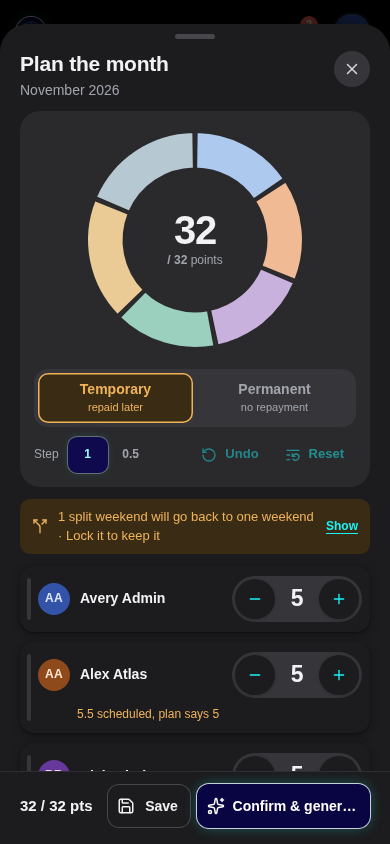 Plan the month
November 2026
32
/ 32 points
Temporary
repaid later
Permanent
no repayment
Step 1 0.5 Undo Reset
1 split weekend will go back to one weekend
· Lock it to keep it
Show
AA Avery Admin − 5 +
AA Alex Atlas − 5 +
5.5 scheduled, plan says 5
32 / 32 pts Save Confirm & gener…